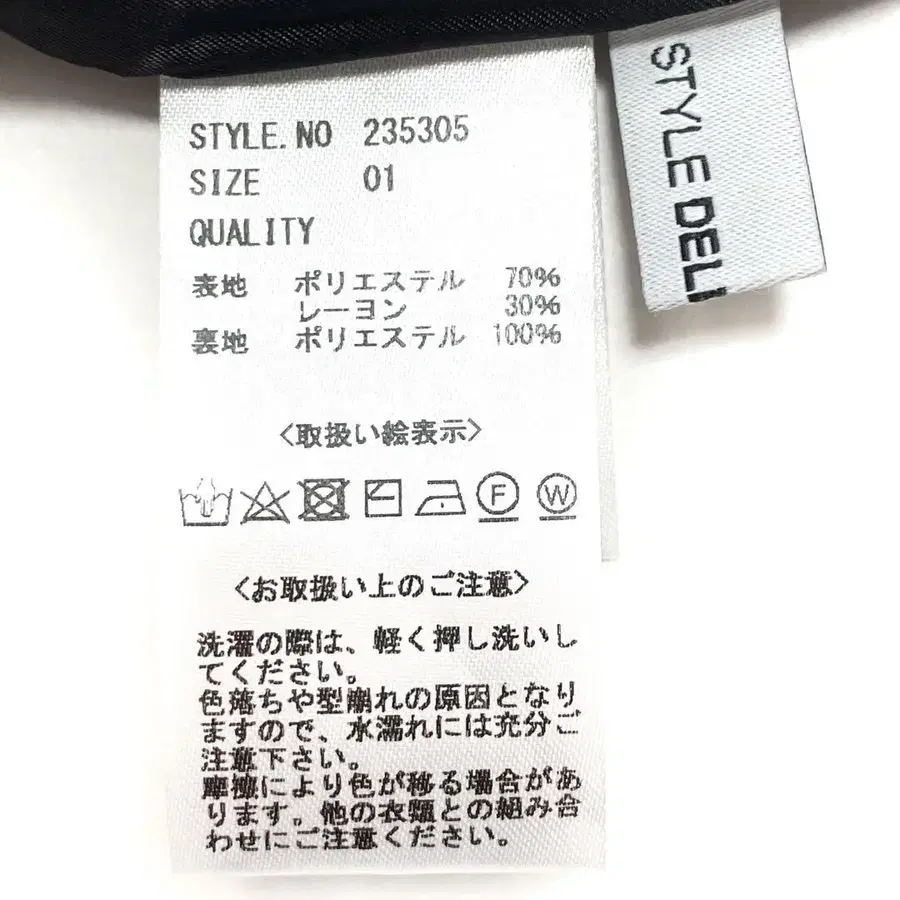 STYLE.NO 235305
SIZE 01
QUALITY
表地 ポリエステル 70%
レーヨン 30%
裏地 ポリエステル 100%
<取扱い絵表示>
F W
<お取扱い上のご注意>
洗濯の際は、軽く押し洗いし
てください。
色落ちや型崩れの原因となり
ますので、水濡れには充分ご
注意下さい。
摩擦により色が移る場合があ
ります。他の衣類との組み合
わせにご注意ください。
STYLE DELI